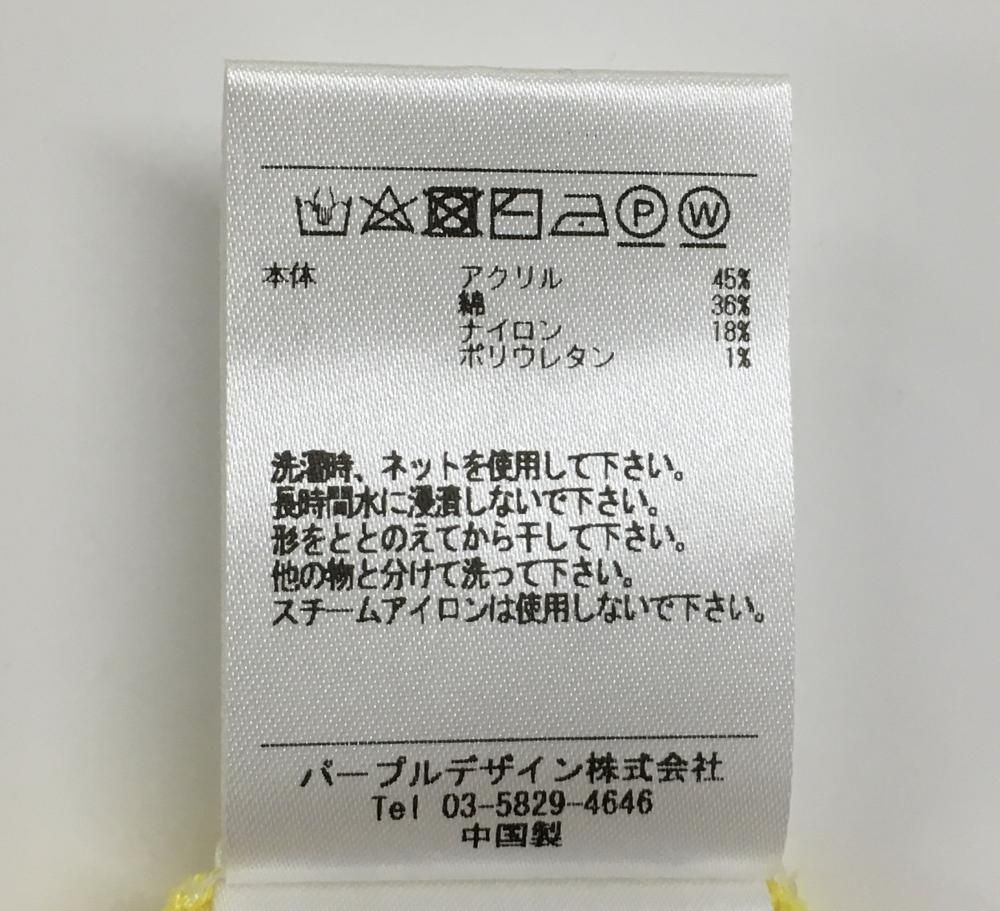 P W
本体 アクリル 45%
綿 36%
ナイロン 18%
ポリウレタン 1%
洗濯時、ネットを使用して下さい。
長時間水に浸漬しないで下さい。
形をととのえてから干して下さい。
他の物と分けて洗って下さい。
スチームアイロンは使用しないで下さい。
パープルデザイン株式会社
Tel 03-5829-4646
中国製